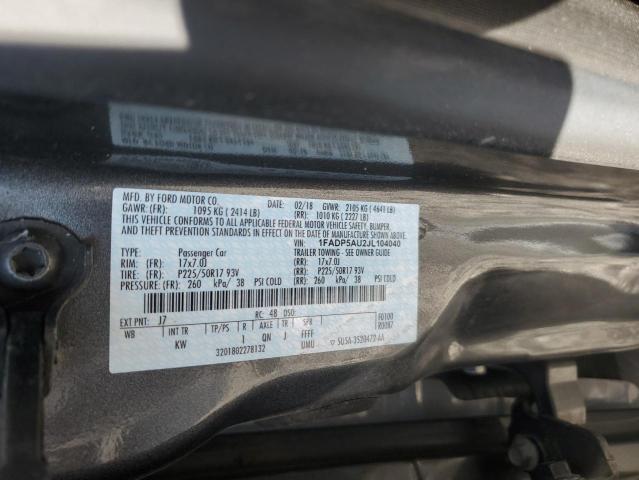 MFD. BY FORD MOTOR CO.
DATE: 02/18 GVWR: 2105 KG ( 4641 LB)
GAWR: (FR): 1095 KG ( 2414 LB) (RR): 1010 KG ( 2227 LB)
THIS VEHICLE CONFORMS TO ALL APPLICABLE FEDERAL MOTOR VEHICLE SAFETY, BUMPER,
AND THEFT PREVENTION STANDARDS IN EFFECT ON THE DATE OF MANUFACTURE SHOWN ABOVE.
VIN: 1FADP5AU2JL104040
TYPE: Passenger Car TRAILER TOWING - SEE OWNER GUIDE
RIM: (FR): 17x7.0J (RR): 17x7.0J
TIRE: (FR): P225/50R17 93V (RR): P225/50R17 93V
PRESSURE: (FR): 260 kPa/ 38 PSI COLD (RR): 260 kPa/ 38 PSI COLD
EXT PNT: J7 RC: 48 DSO: F0100
WB INT TR TP/PS R AXLE TR SPR R0087
KW 1 QN J FFFF
3201802278132 UMU